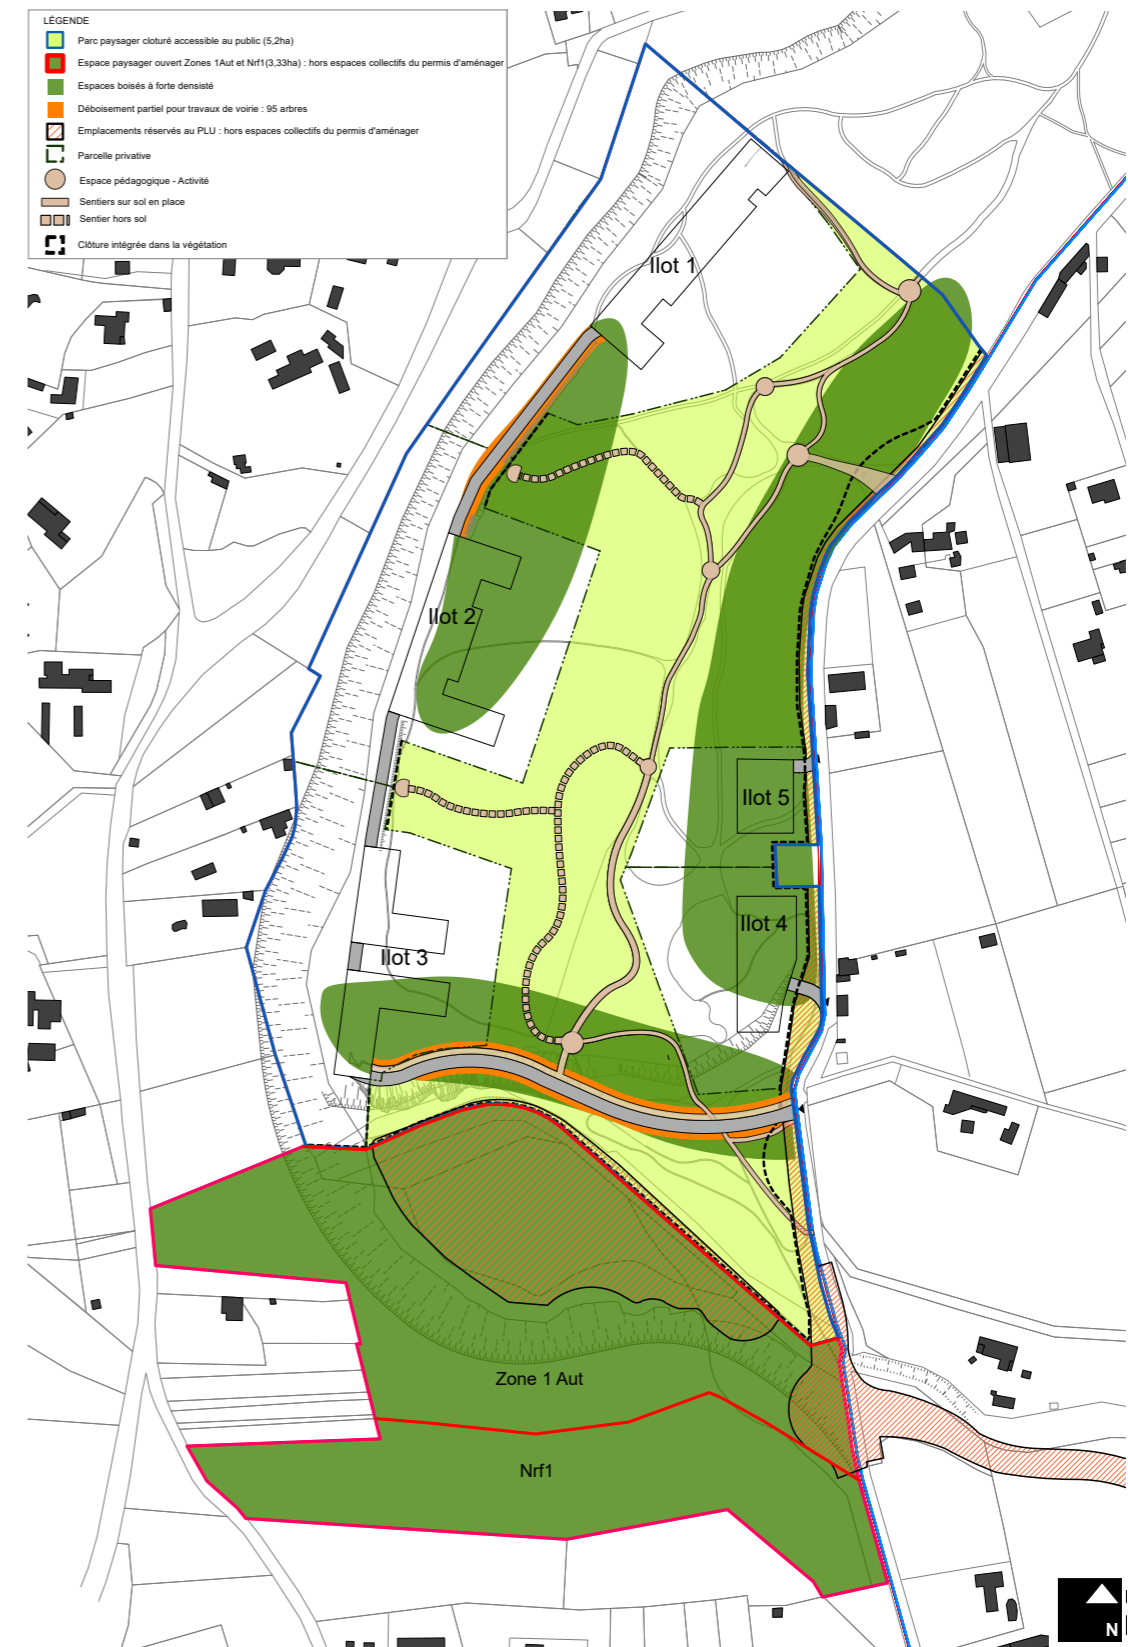 LÉGENDE
Parc paysager cloturé accessible au public (5,2ha)
Espace paysager ouvert Zones 1Aut et Nrf1(3,33ha) : hors espaces collectifs du permis d'aménager
Espaces boisés à forte densisté
Déboisement partiel pour travaux de voirie : 95 arbres
Emplacements réservés au PLU : hors espaces collectifs du permis d'aménager
Parcelle privative
Espace pédagogique - Activité
Sentiers sur sol en place
Sentier hors sol
Clôture intégrée dans la végétation
Ilot 1
Ilot 2
Ilot 5
Ilot 4
Ilot 3
Zone 1 Aut
Nrf1
N